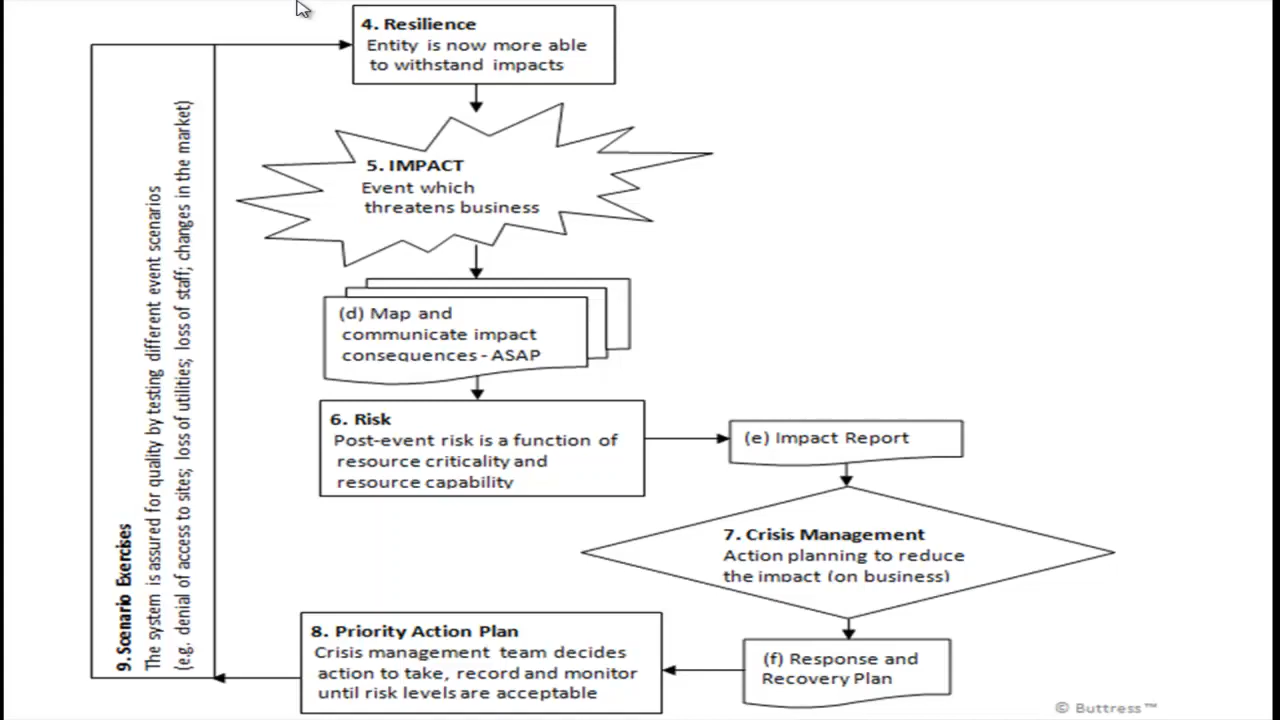 4. Resilience
Entity is now more able
to withstand impacts
5. IMPACT
Event which
threatens business
(d) Map and
communicate impact
consequences - ASAP
6. Risk
Post-event risk is a function of
resource criticality and
resource capability
(e) Impact Report
7. Crisis Management
Action planning to reduce
the impact (on business)
(f) Response and
Recovery Plan
8. Priority Action Plan
Crisis management team decides
action to take, record and monitor
until risk levels are acceptable
9. Scenario Exercises
The system is assured for quality by testing different event scenarios
(e.g. denial of access to sites; loss of utilities; loss of staff; changes in the market)
© Buttress™